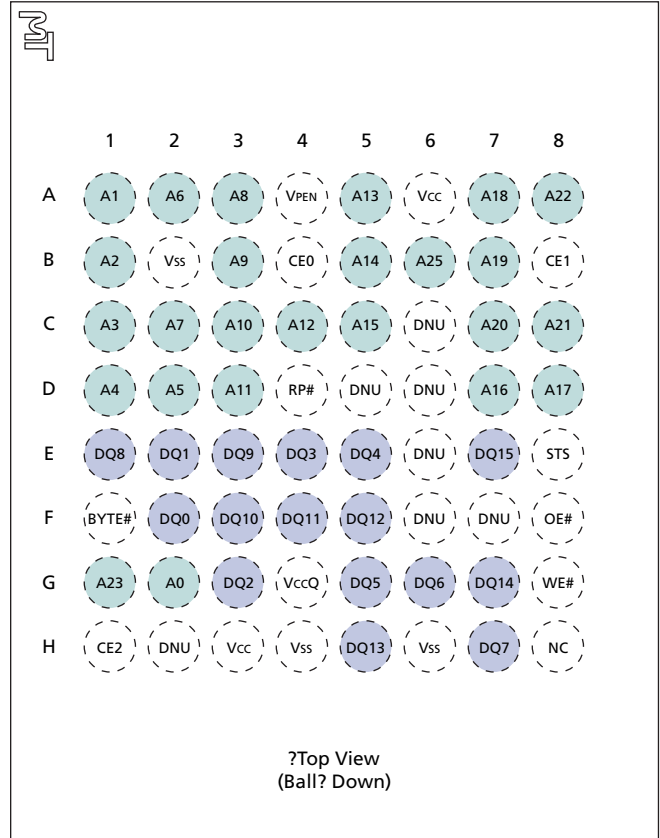 1 2 3 4 5 6 7 8
A A1 A6 A8 VPEN A13 VCC A18 A22
B A2 VSS A9 CE0 A14 A25 A19 CE1
C A3 A7 A10 A12 A15 DNU A20 A21
D A4 A5 A11 RP# DNU DNU A16 A17
E DQ8 DQ1 DQ9 DQ3 DQ4 DNU DQ15 STS
F BYTE# DQ0 DQ10 DQ11 DQ12 DNU DNU OE#
G A23 A0 DQ2 VCCQ DQ5 DQ6 DQ14 WE#
H CE2 DNU VCC VSS DQ13 VSS DQ7 NC
?Top View
(Ball? Down)